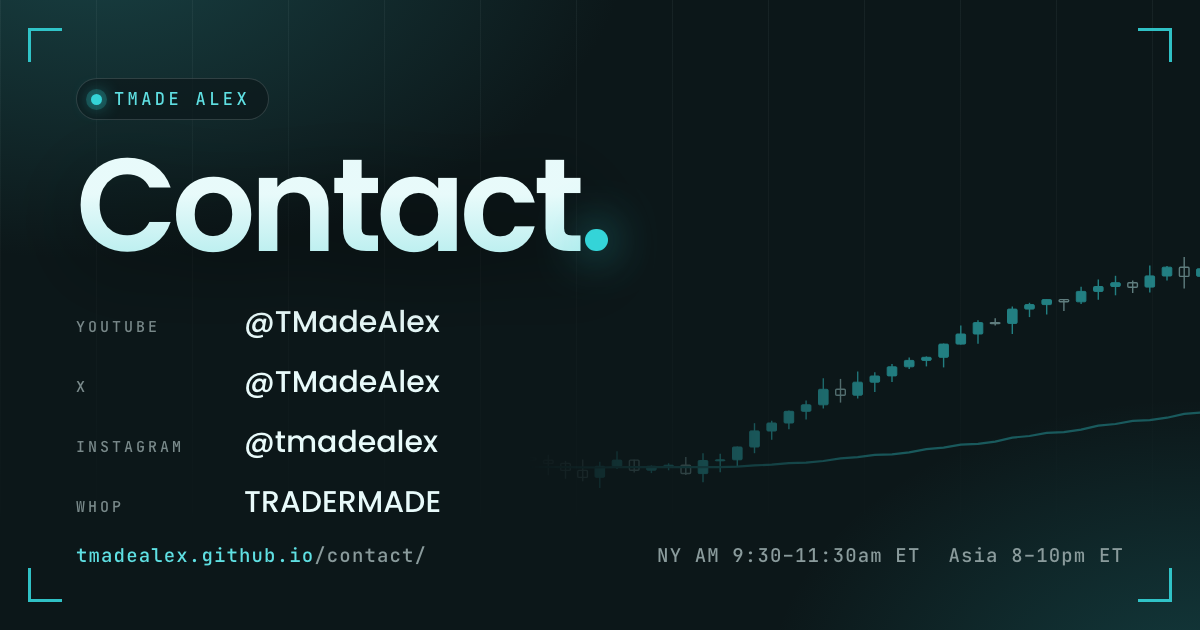 TMADE ALEX
Contact.
YOUTUBE @TMadeAlex
X @TMadeAlex
INSTAGRAM @tmadealex
WHOP TRADERMADE
tmadealex.github.io/contact/ NY AM 9:30–11:30am ET Asia 8–10pm ET